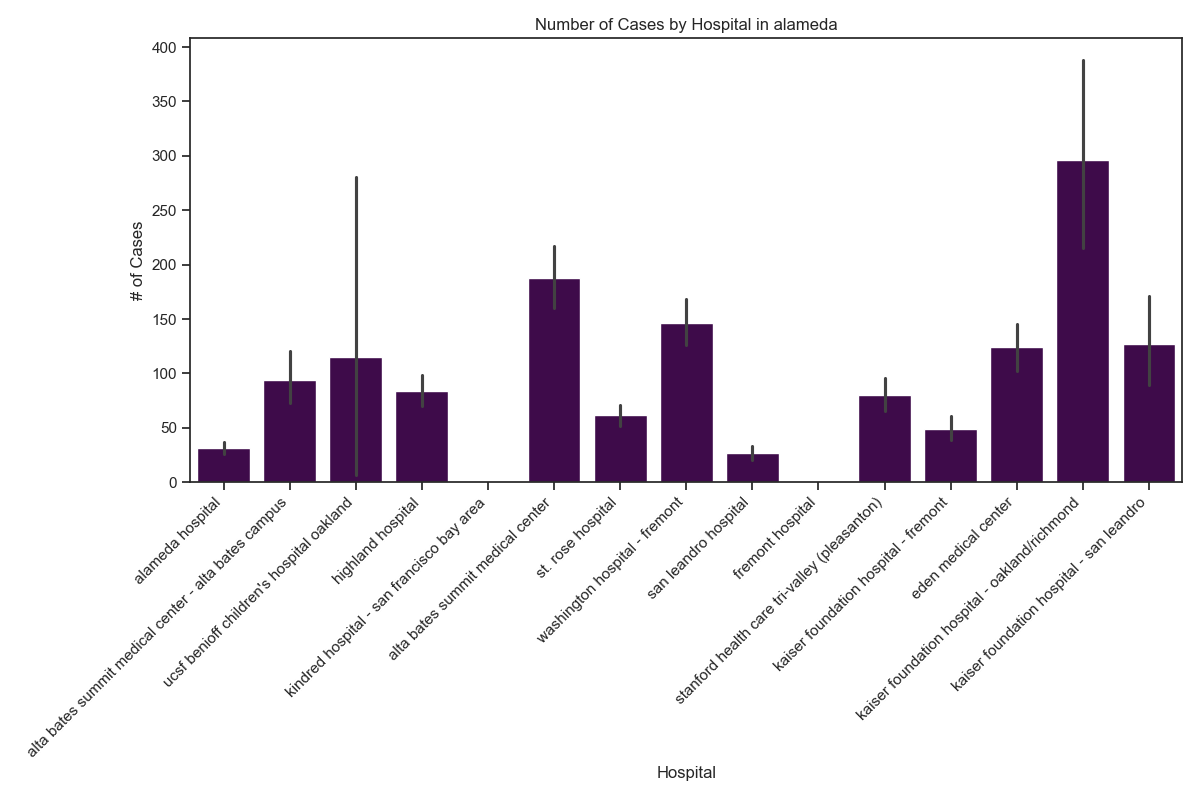 Number of Cases by Hospital in alameda
# of Cases
400
350
300
250
200
150
100
50
0
alameda hospital
alta bates summit medical center - alta bates campus
ucsf benioff children's hospital oakland
highland hospital
kindred hospital - san francisco bay area
alta bates summit medical center
st. rose hospital
washington hospital - fremont
san leandro hospital
fremont hospital
stanford health care tri-valley (pleasanton)
kaiser foundation hospital - fremont
eden medical center
kaiser foundation hospital - oakland/richmond
kaiser foundation hospital - san leandro
Hospital